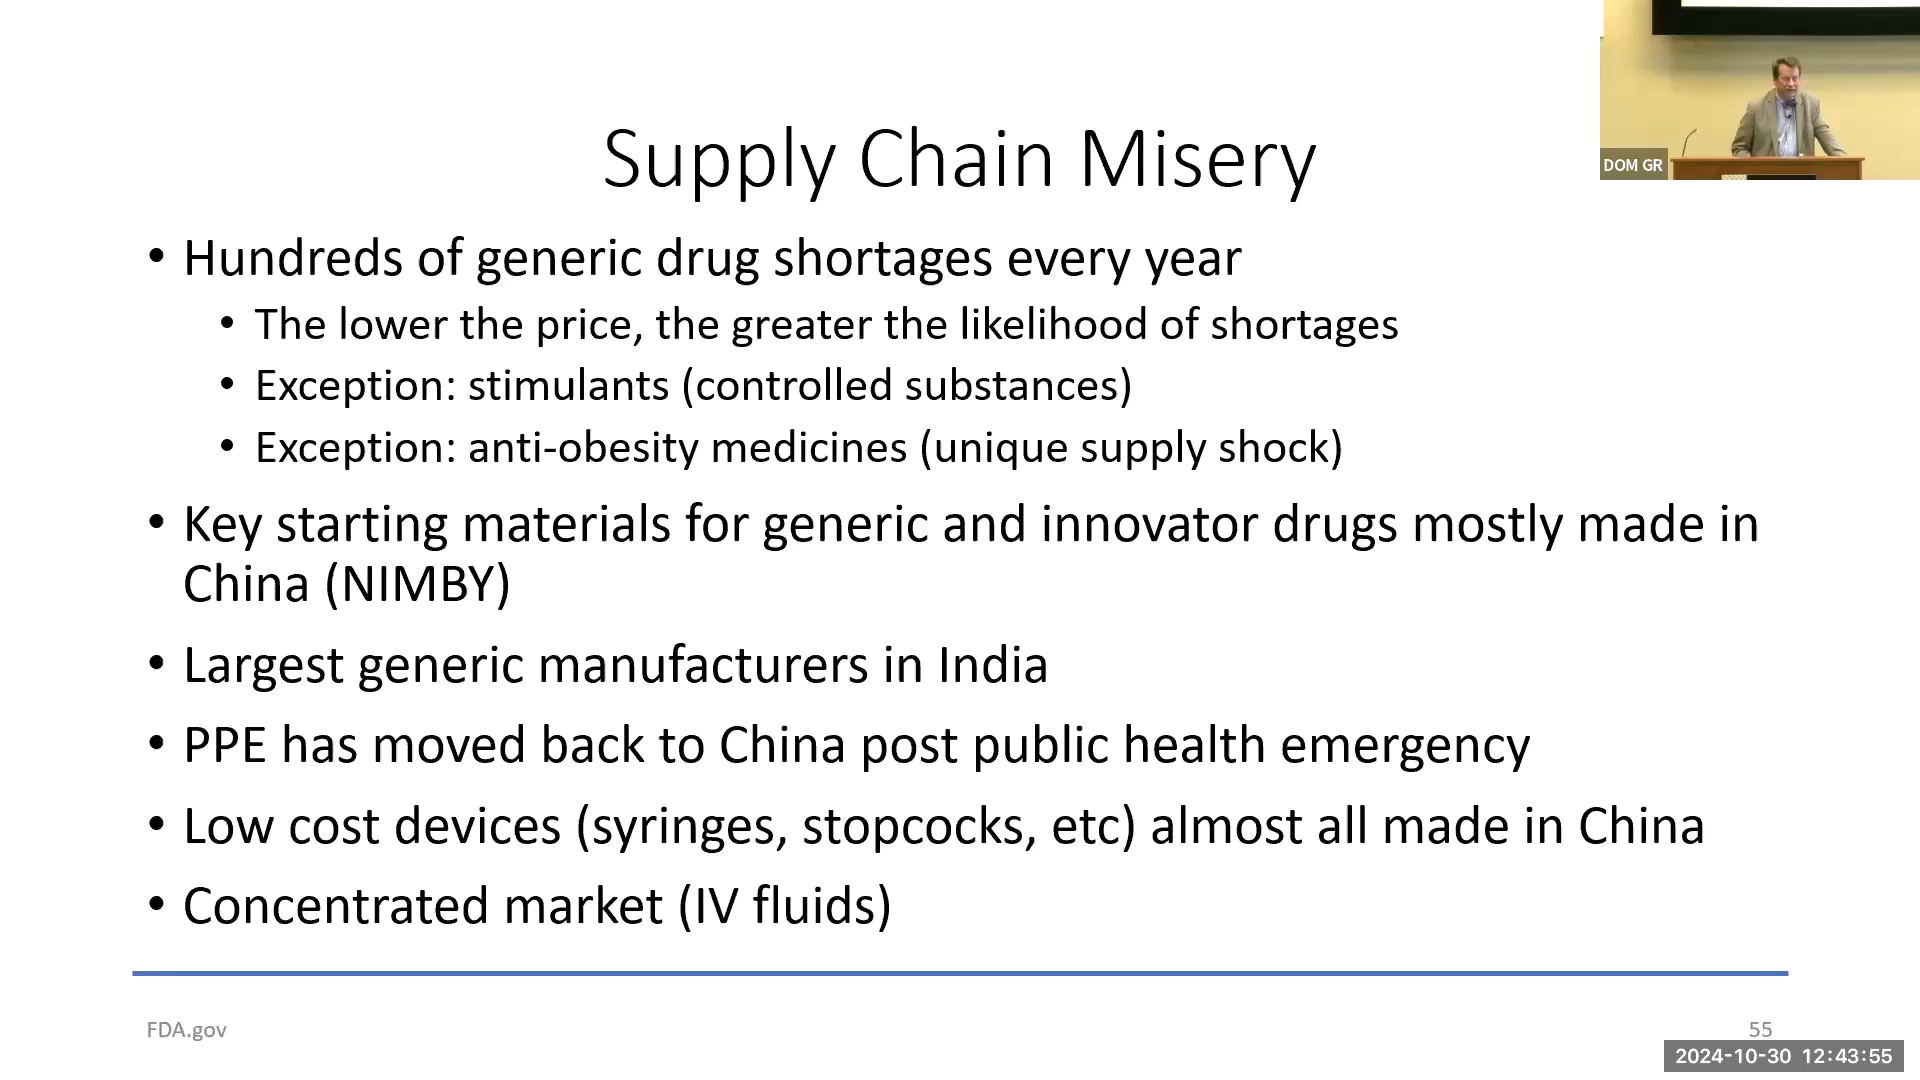 DOM GR
Supply Chain Misery
• Hundreds of generic drug shortages every year
• The lower the price, the greater the likelihood of shortages
• Exception: stimulants (controlled substances)
• Exception: anti-obesity medicines (unique supply shock)
• Key starting materials for generic and innovator drugs mostly made in
China (NIMBY)
• Largest generic manufacturers in India
• PPE has moved back to China post public health emergency
• Low cost devices (syringes, stopcocks, etc) almost all made in China
• Concentrated market (IV fluids)
FDA.gov
55
2024-10-30 12:43:55